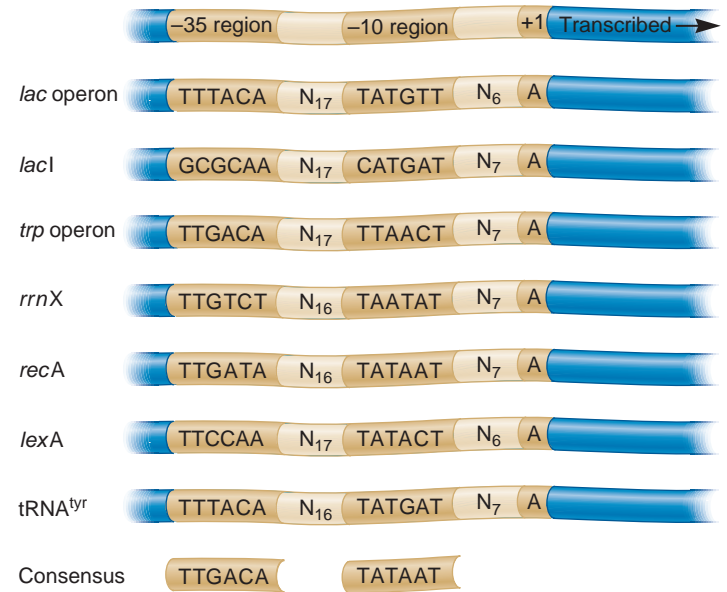 –35 region –10 region +1 Transcribed
lac operon TTTACA N17 TATGTT N6 A
lacI GCGCAA N17 CATGAT N7 A
trp operon TTGACA N17 TTAACT N7 A
rrnX TTGTCT N16 TAATAT N7 A
recA TTGATA N16 TATAAT N7 A
lexA TTCCAA N17 TATACT N6 A
tRNAtyr TTTACA N16 TATGAT N7 A
Consensus TTGACA TATAAT